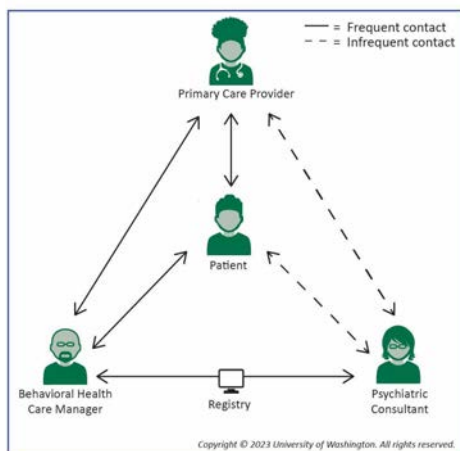 = Frequent contact
= Infrequent contact
Primary Care Provider
Patient
Behavioral Health
Care Manager
Registry
Psychiatric
Consultant
Copyright © 2023 University of Washington. All rights reserved.